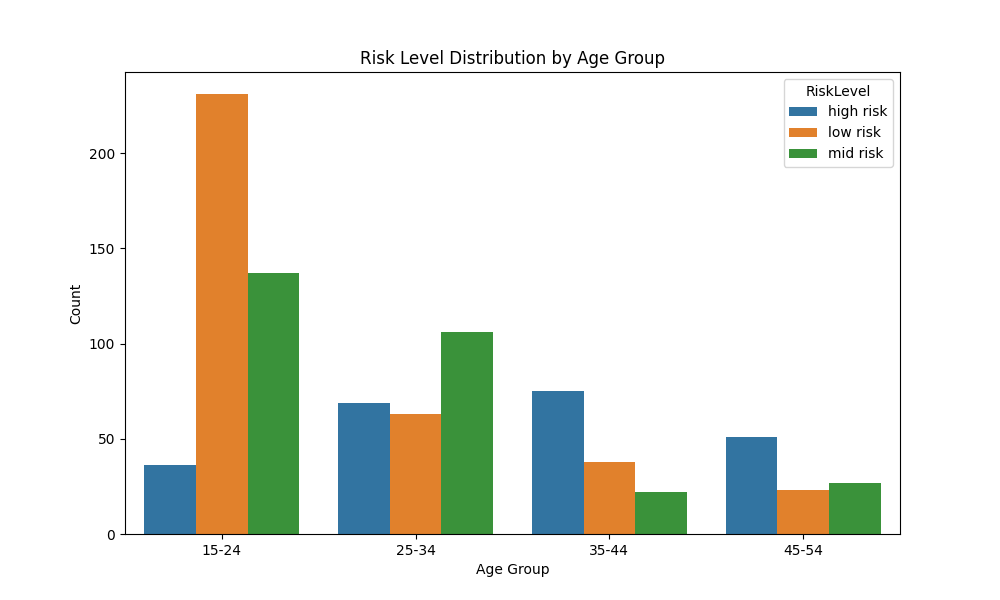 Risk Level Distribution by Age Group
RiskLevel
high risk
low risk
mid risk
Count
200
150
100
50
0
15-24
25-34
35-44
45-54
Age Group